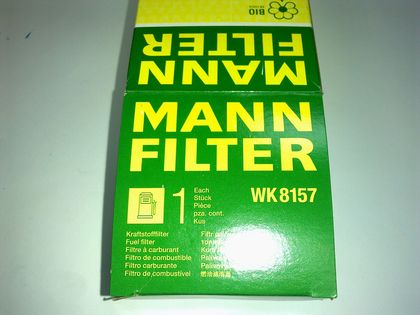 BIO
MANN
FILTER
MANN
FILTER
1
Each
Stück
Pièce
pza. cont.
Kus
WK 8157
Kraftstofffilter
Fuel filter
Filtre à carburant
Filtro de combustible
Filtro carburante
Filtro de combustível